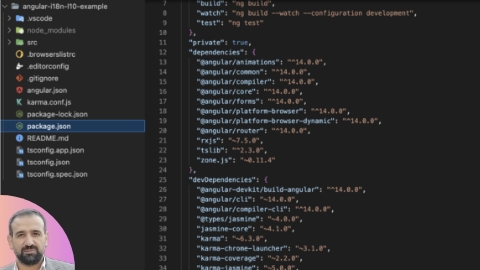 angular-i18n-l10-example
.vscode
node_modules
src
.browserslistrc
.editorconfig
.gitignore
angular.json
karma.conf.js
package-lock.json
package.json
README.md
tsconfig.app.json
tsconfig.json
tsconfig.spec.json
7 "build": "ng build",
8 "watch": "ng build --watch --configuration development",
9 "test": "ng test"
10 },
11 "private": true,
12 "dependencies": {
13 "@angular/animations": "^14.0.0",
14 "@angular/common": "^14.0.0",
15 "@angular/compiler": "^14.0.0",
16 "@angular/core": "^14.0.0",
17 "@angular/forms": "^14.0.0",
18 "@angular/platform-browser": "^14.0.0",
19 "@angular/platform-browser-dynamic": "^14.0.0",
20 "@angular/router": "^14.0.0",
21 "rxjs": "~7.5.0",
22 "tslib": "^2.3.0",
23 "zone.js": "~0.11.4"
24 },
25 "devDependencies": {
26 "@angular-devkit/build-angular": "^14.0.0",
27 "@angular/cli": "~14.0.0",
28 "@angular/compiler-cli": "^14.0.0",
29 "@types/jasmine": "~4.0.0",
30 "jasmine-core": "~4.1.0",
31 "karma": "~6.3.0",
32 "karma-chrome-launcher": "~3.1.0",
33 "karma-coverage": "~2.2.0",
34 "karma-jasmine": "~5.0.0",